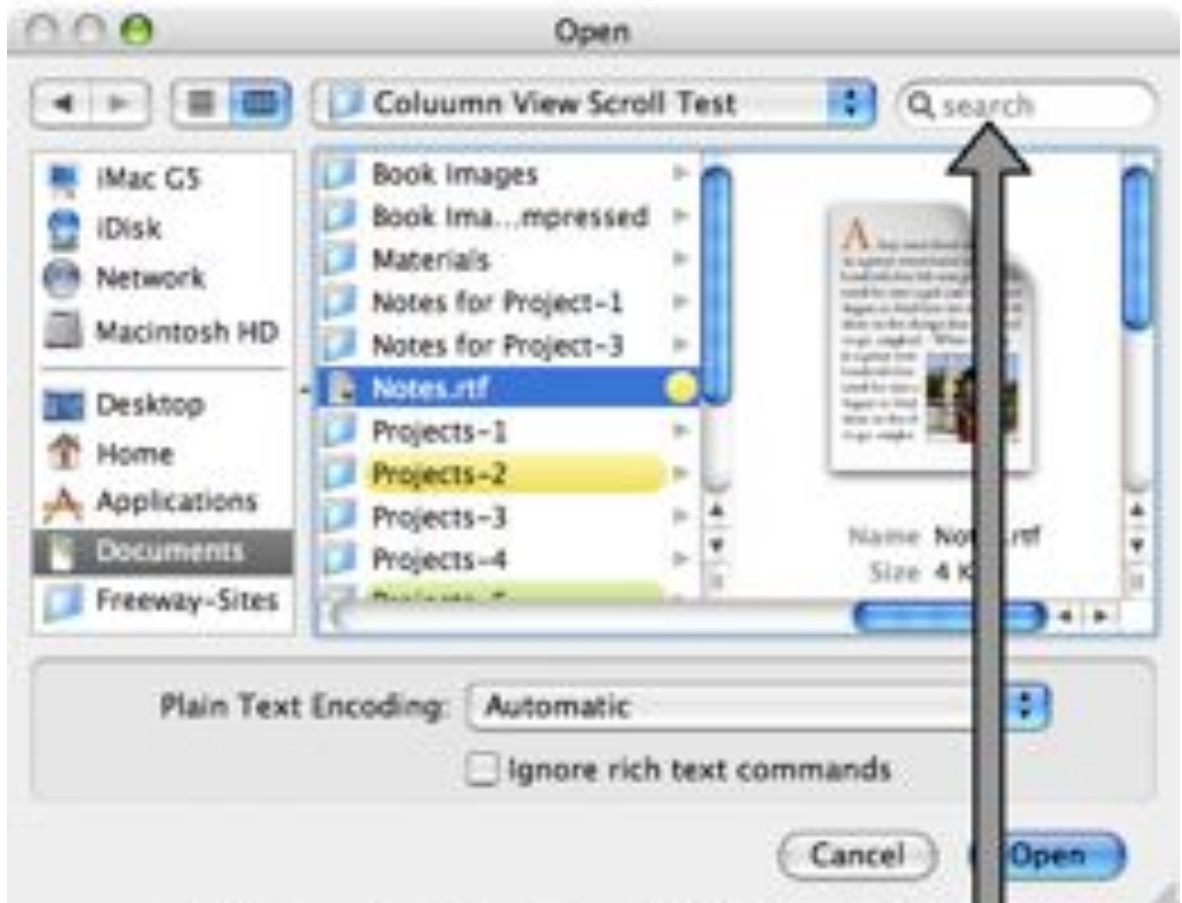 Open
Coluumn View Scroll Test
search
iMac G5
iDisk
Network
Macintosh HD
Desktop
Home
Applications
Documents
Freeway-Sites
Book Images
Book Ima...mpressed
Materials
Notes for Project-1
Notes for Project-3
Notes.rtf
Projects-1
Projects-2
Projects-3
Projects-4
Name
Size 4
Plain Text Encoding: Automatic
Ignore rich text commands
Cancel
Open